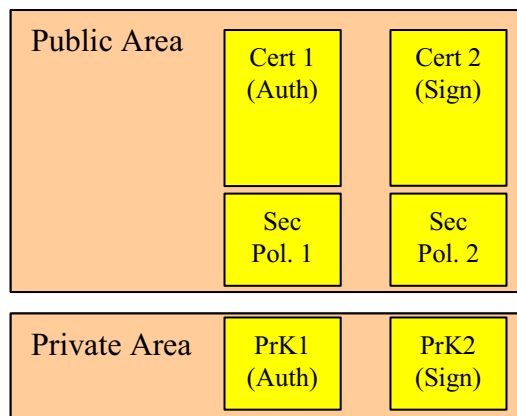 Public Area
Cert 1
(Auth)
Cert 2
(Sign)
Sec
Pol. 1
Sec
Pol. 2
Private Area
PrK1
(Auth)
PrK2
(Sign)